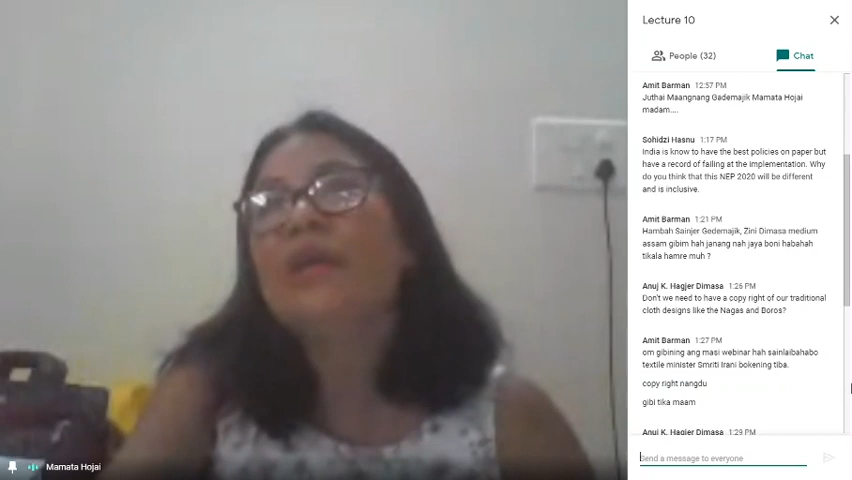 Lecture 10
People (32)
Chat
Amit Barman 12:57 PM
Juthai Maangnang Gademajik Mamata Hojai
madam....
Sohidzi Hasnu 1:17 PM
India is know to have the best policies on paper but
have a record of failing at the Implementation. Why
do you think that this NEP 2020 will be different
and is inclusive.
Amit Barman 1:21 PM
Hambah Sainjer Gedemajik, Zini Dimasa medium
assam gibim hah janang nah jaya boni habahah
tikala hamre muh ?
Anuj K. Hagjer Dimasa 1:26 PM
Don't we need to have a copy right of our traditional
cloth designs like the Nagas and Boros?
Amit Barman 1:27 PM
om gibining ang masi webinar hah sainlaibahabo
textile minister Smriti Irani bokening tiba.
copy right nangdu
gibi tika maam
Anuj K. Hagjer Dimasa 1:29 PM
Send a message to everyone
Mamata Hojai